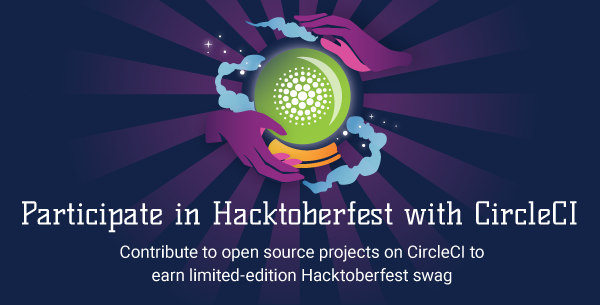 Participate in Hacktoberfest with CircleCI
Contribute to open source projects on CircleCI to
earn limited-edition Hacktoberfest swag